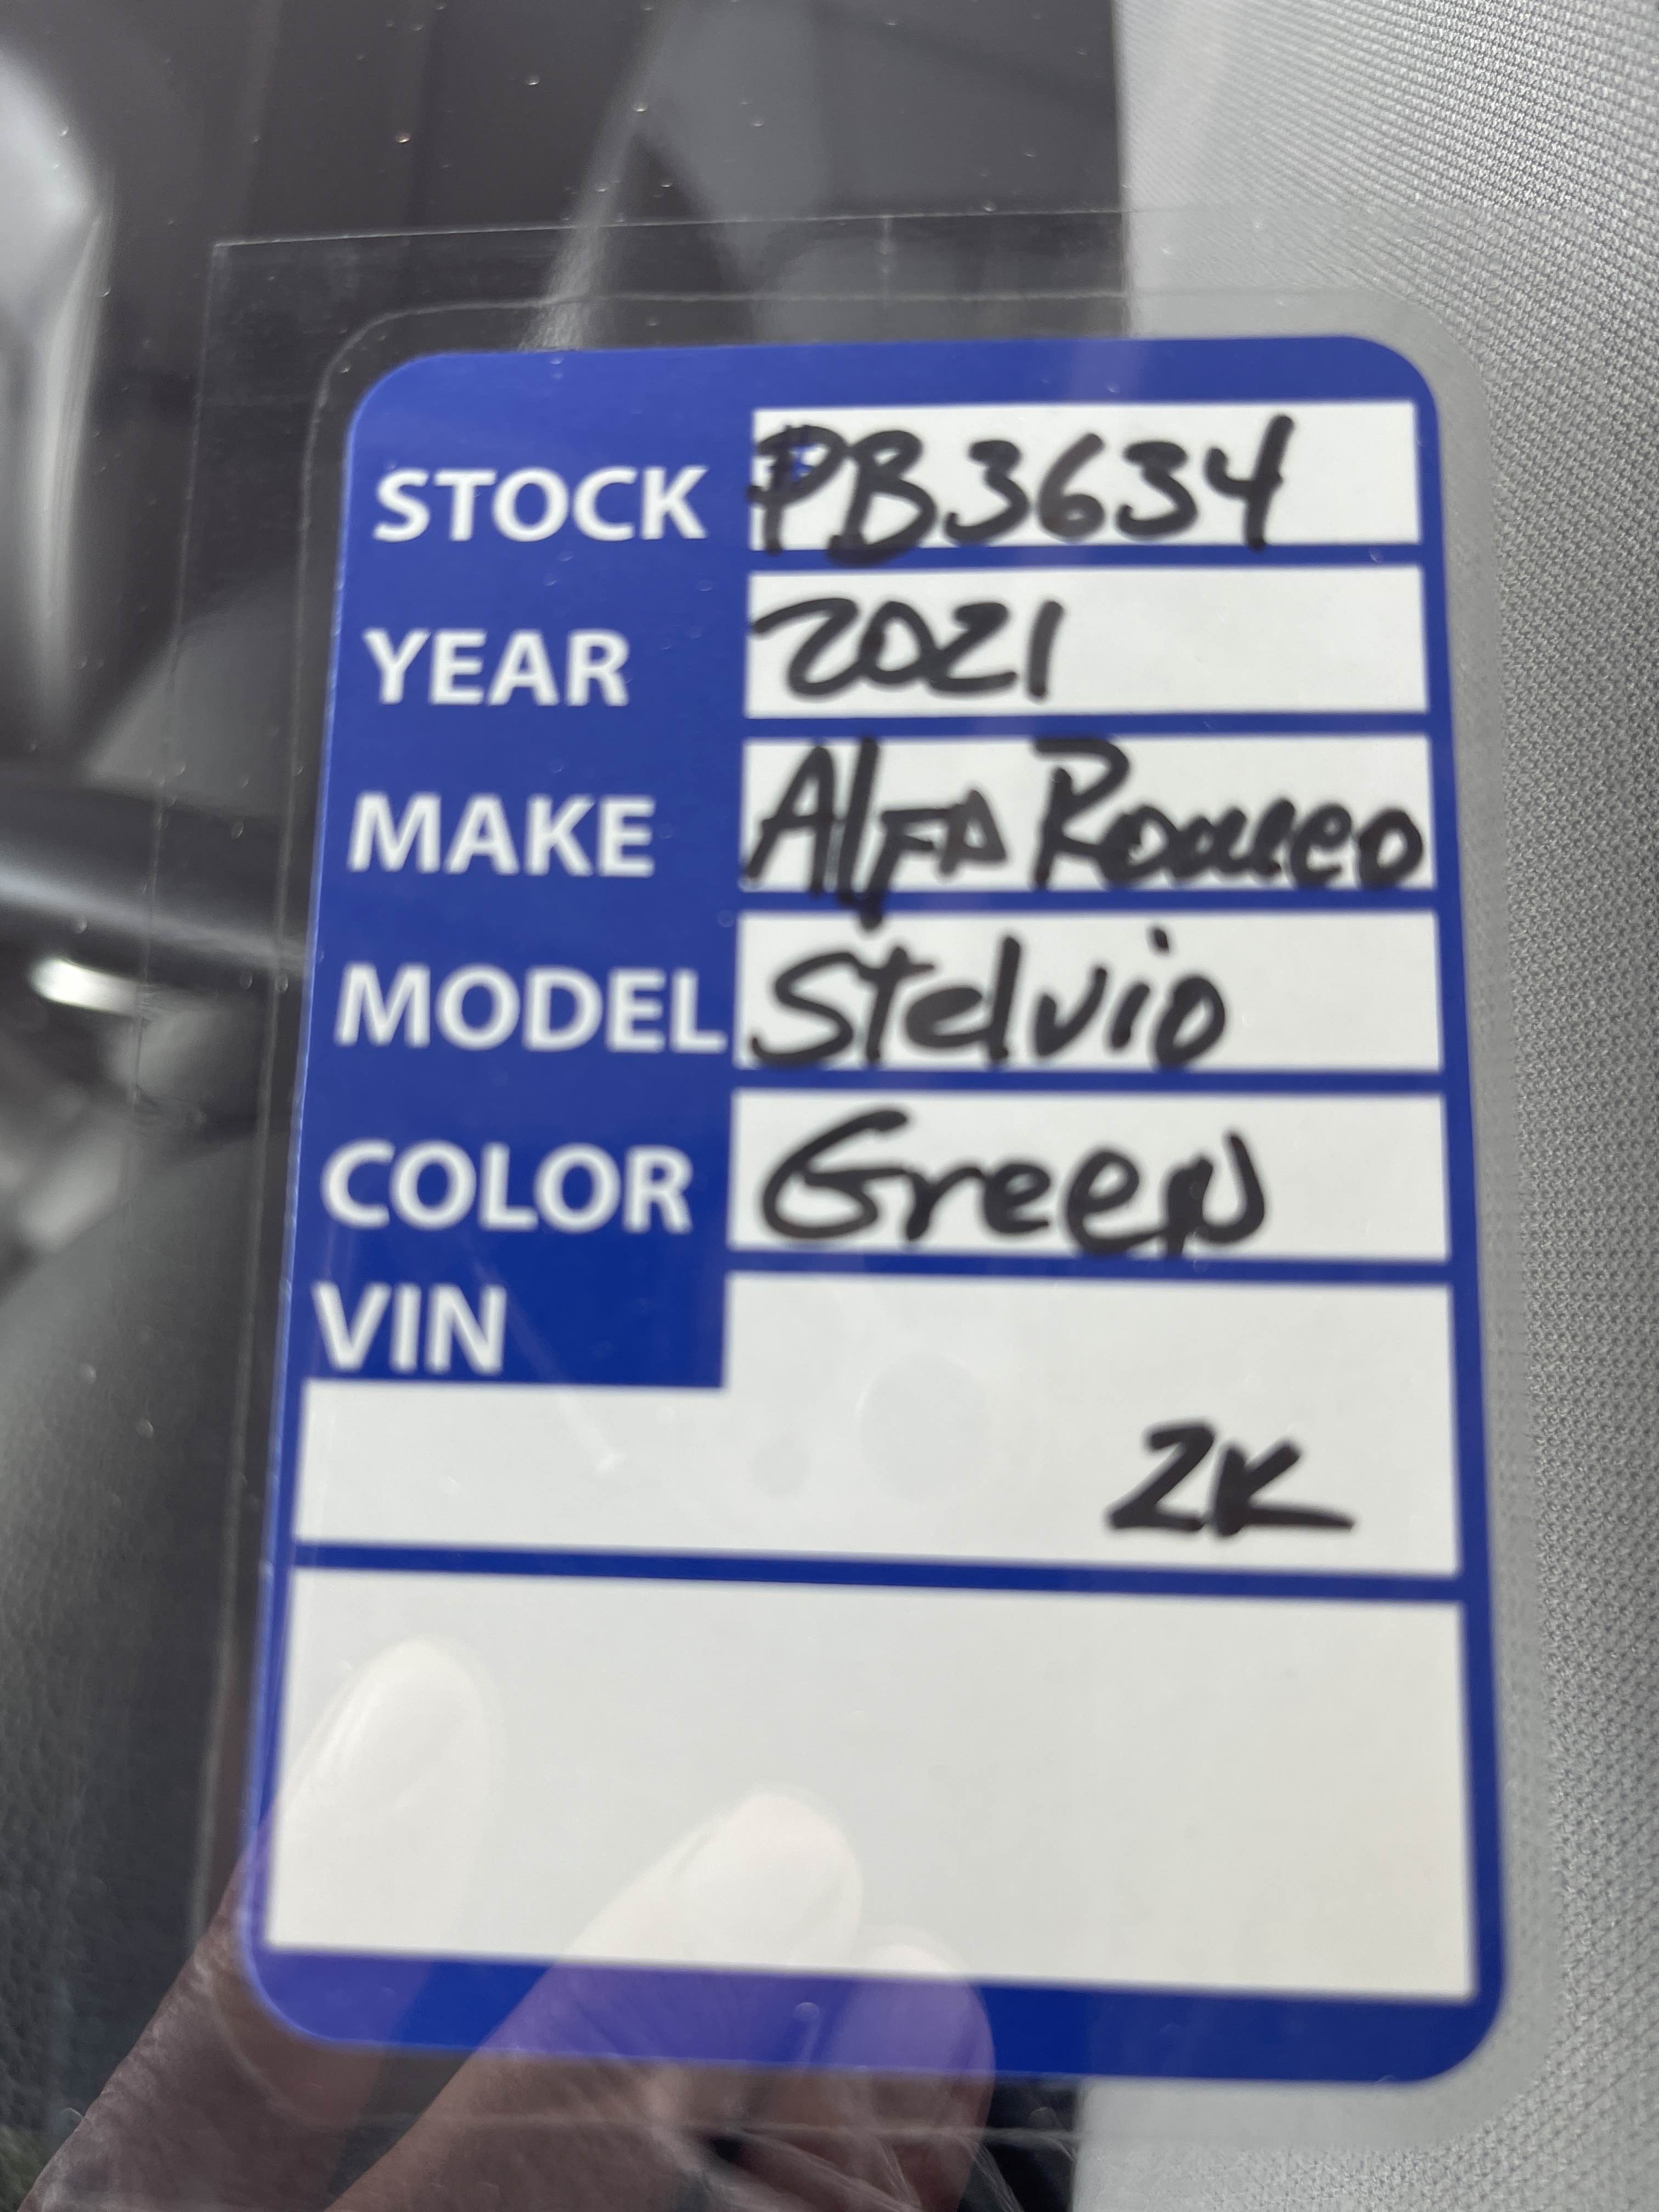 STOCK PB3634
YEAR 2021
MAKE Alfa Romeo
MODEL Stelvio
COLOR Green
VIN
2K